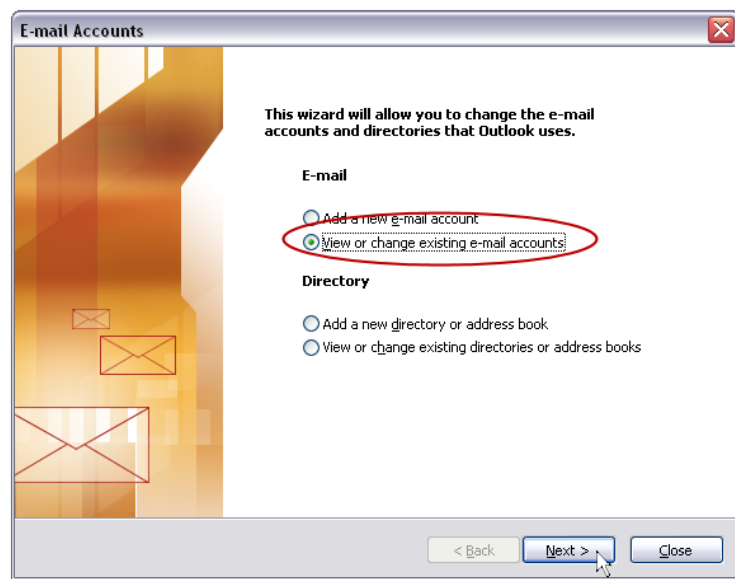 E-mail Accounts
This wizard will allow you to change the e-mail
accounts and directories that Outlook uses.
E-mail
Add a new e-mail account
View or change existing e-mail accounts
Directory
Add a new directory or address book
View or change existing directories or address books
< Back Next > Close